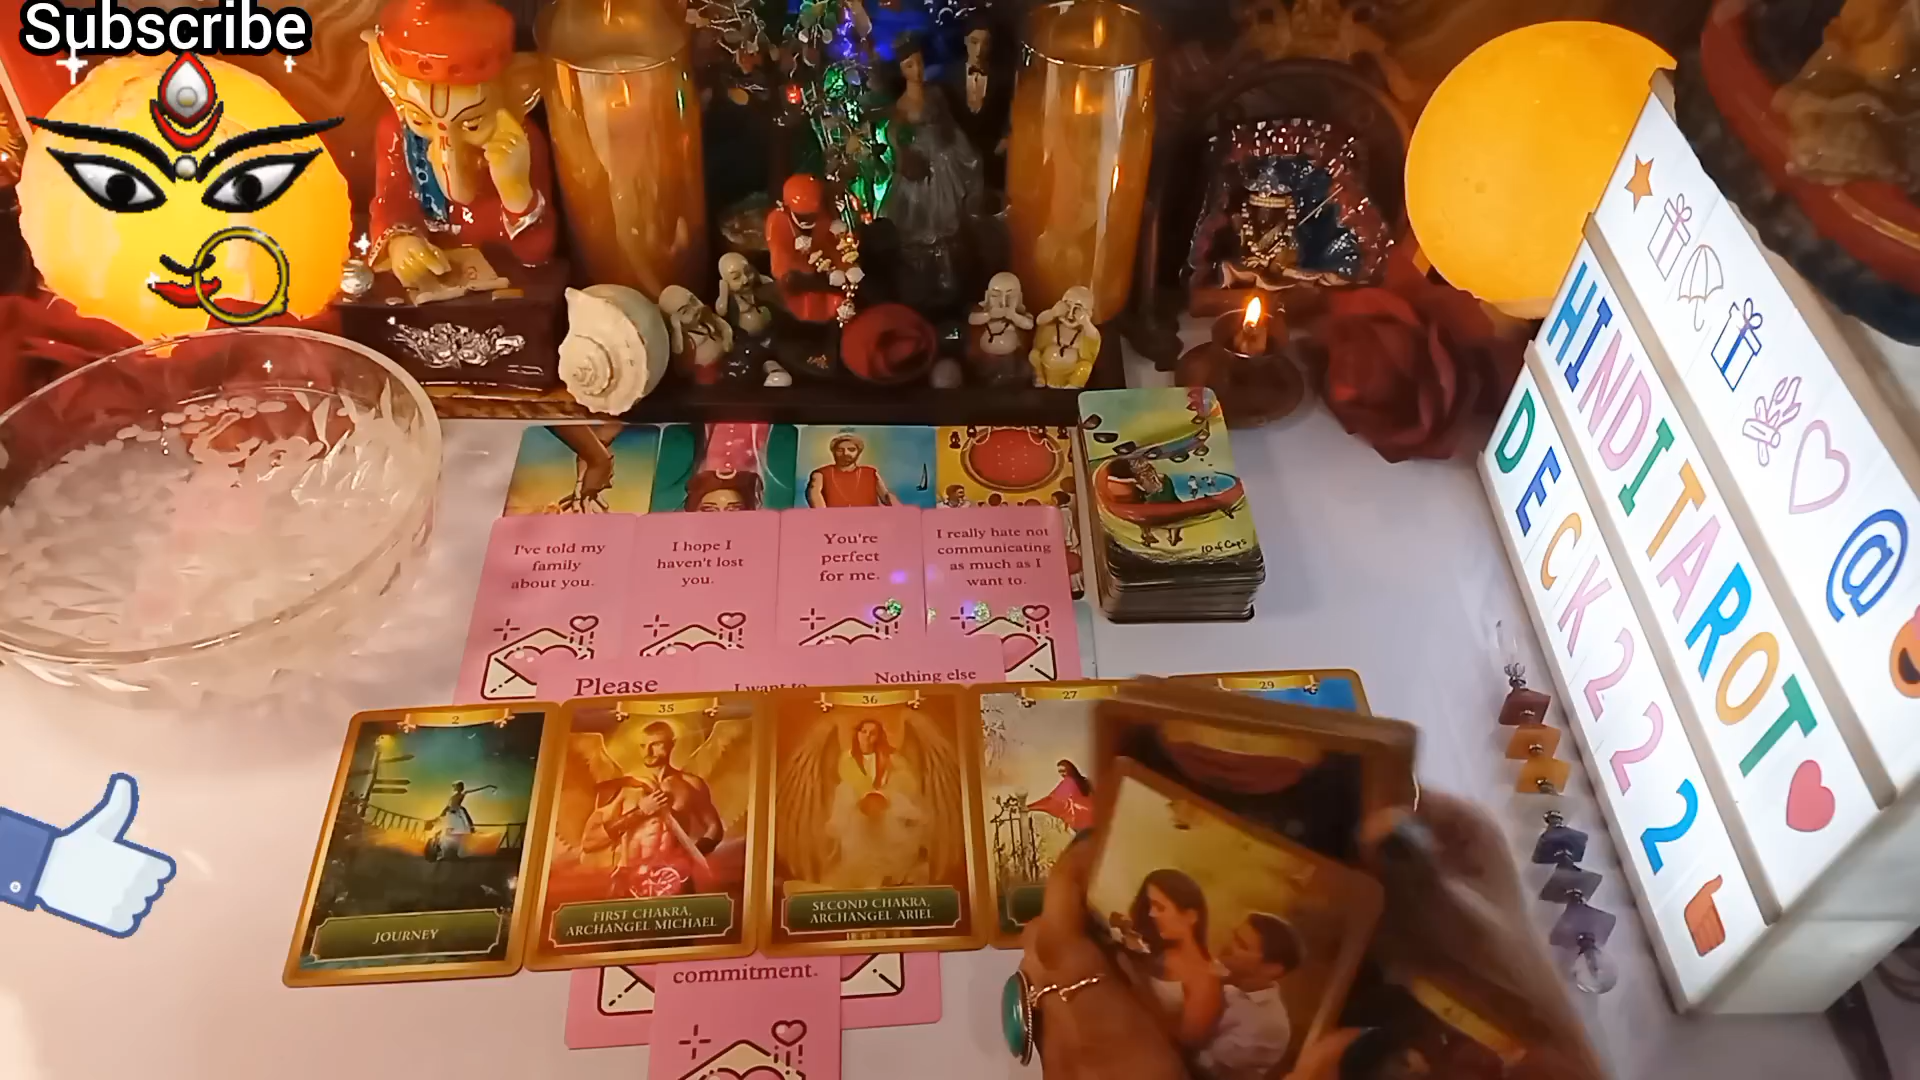 Subscribe
HINDITAROT
DECK222
@
10 of Cups
I've told my
family
about you.
I hope I
haven't lost
you.
You're
perfect
for me.
I really hate not
communicating
as much as I
want to.
Please
I want to
Nothing else
2
JOURNEY
35
FIRST CHAKRA,
ARCHANGEL MICHAEL
36
SECOND CHAKRA,
ARCHANGEL ARIEL
27
29
commitment.